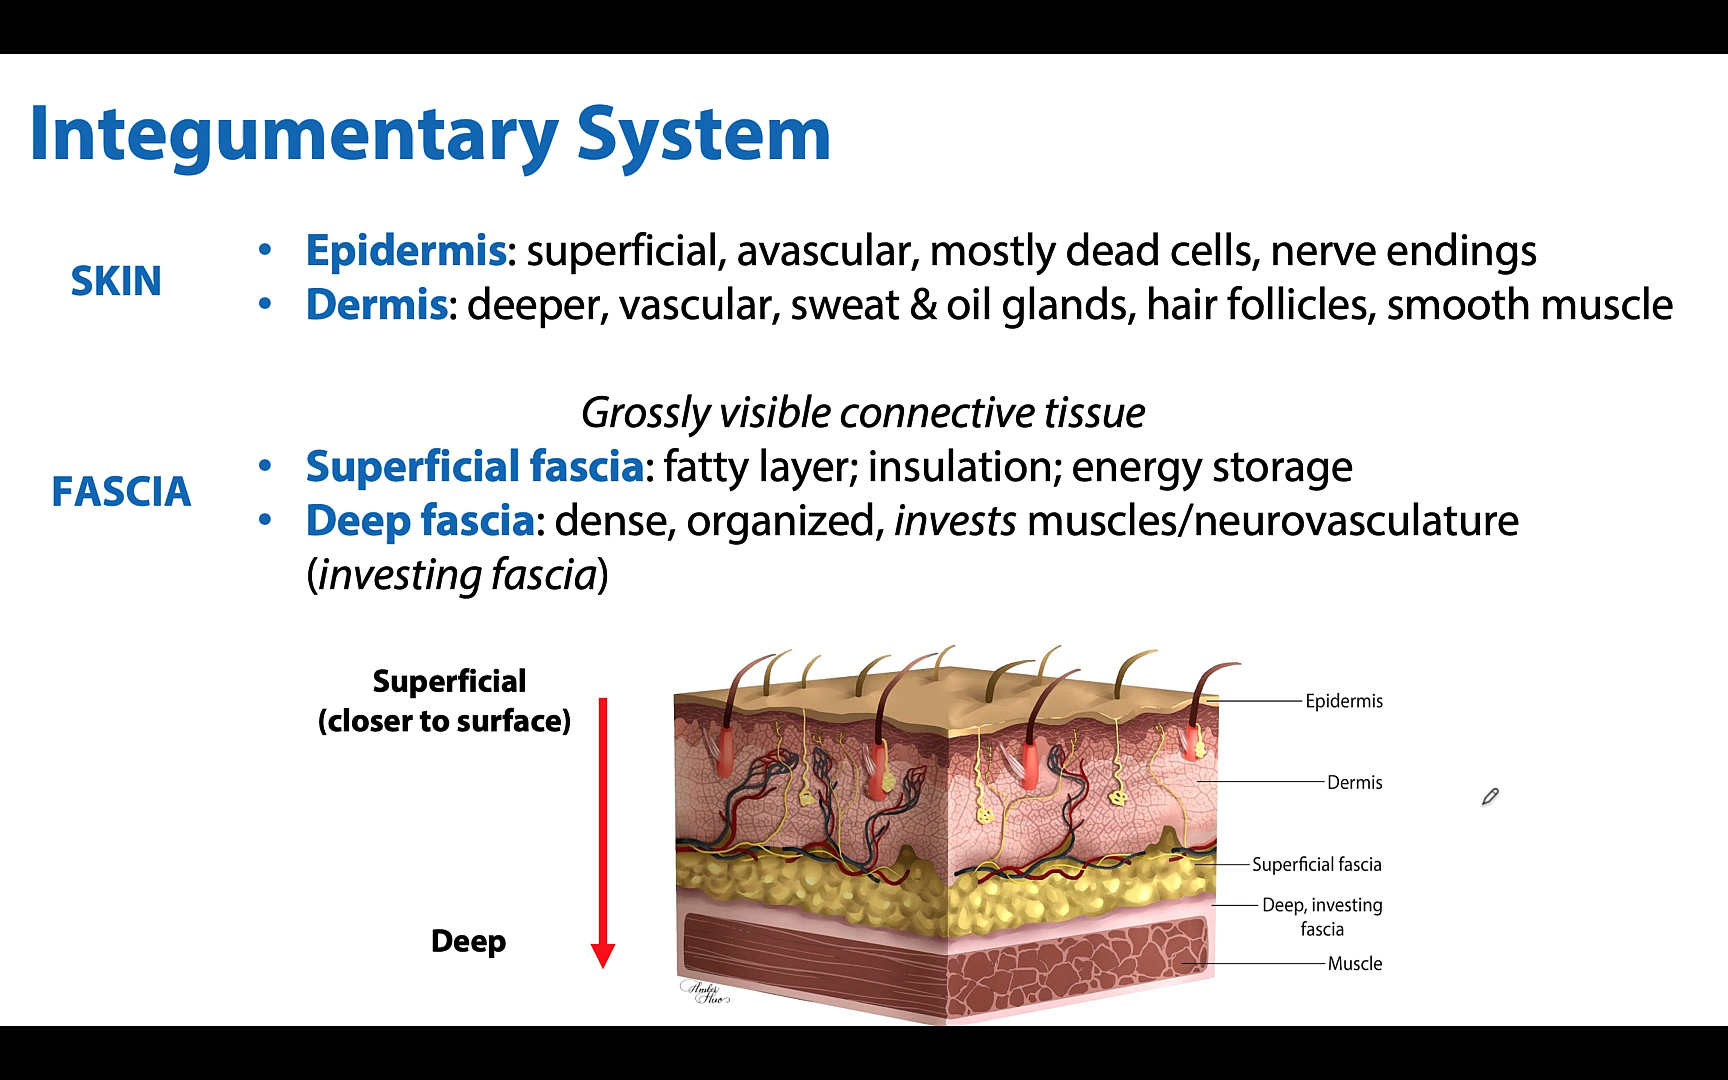 Integumentary System
SKIN
• Epidermis: superficial, avascular, mostly dead cells, nerve endings
• Dermis: deeper, vascular, sweat & oil glands, hair follicles, smooth muscle
Grossly visible connective tissue
FASCIA
• Superficial fascia: fatty layer; insulation; energy storage
• Deep fascia: dense, organized, invests muscles/neurovasculature
(investing fascia)
Superficial
(closer to surface)
Deep
Epidermis
Dermis
Superficial fascia
Deep, investing
fascia
Muscle
Amber
Huo